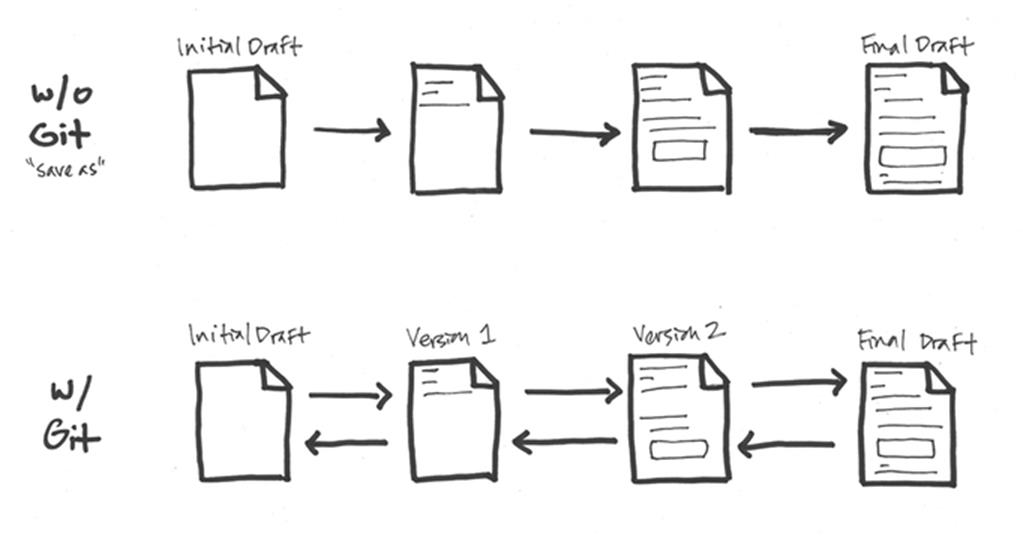 Initial Draft
Final Draft
w/o
Git
"save as"
Initial Draft
Version 1
Version 2
Final Draft
w/
Git